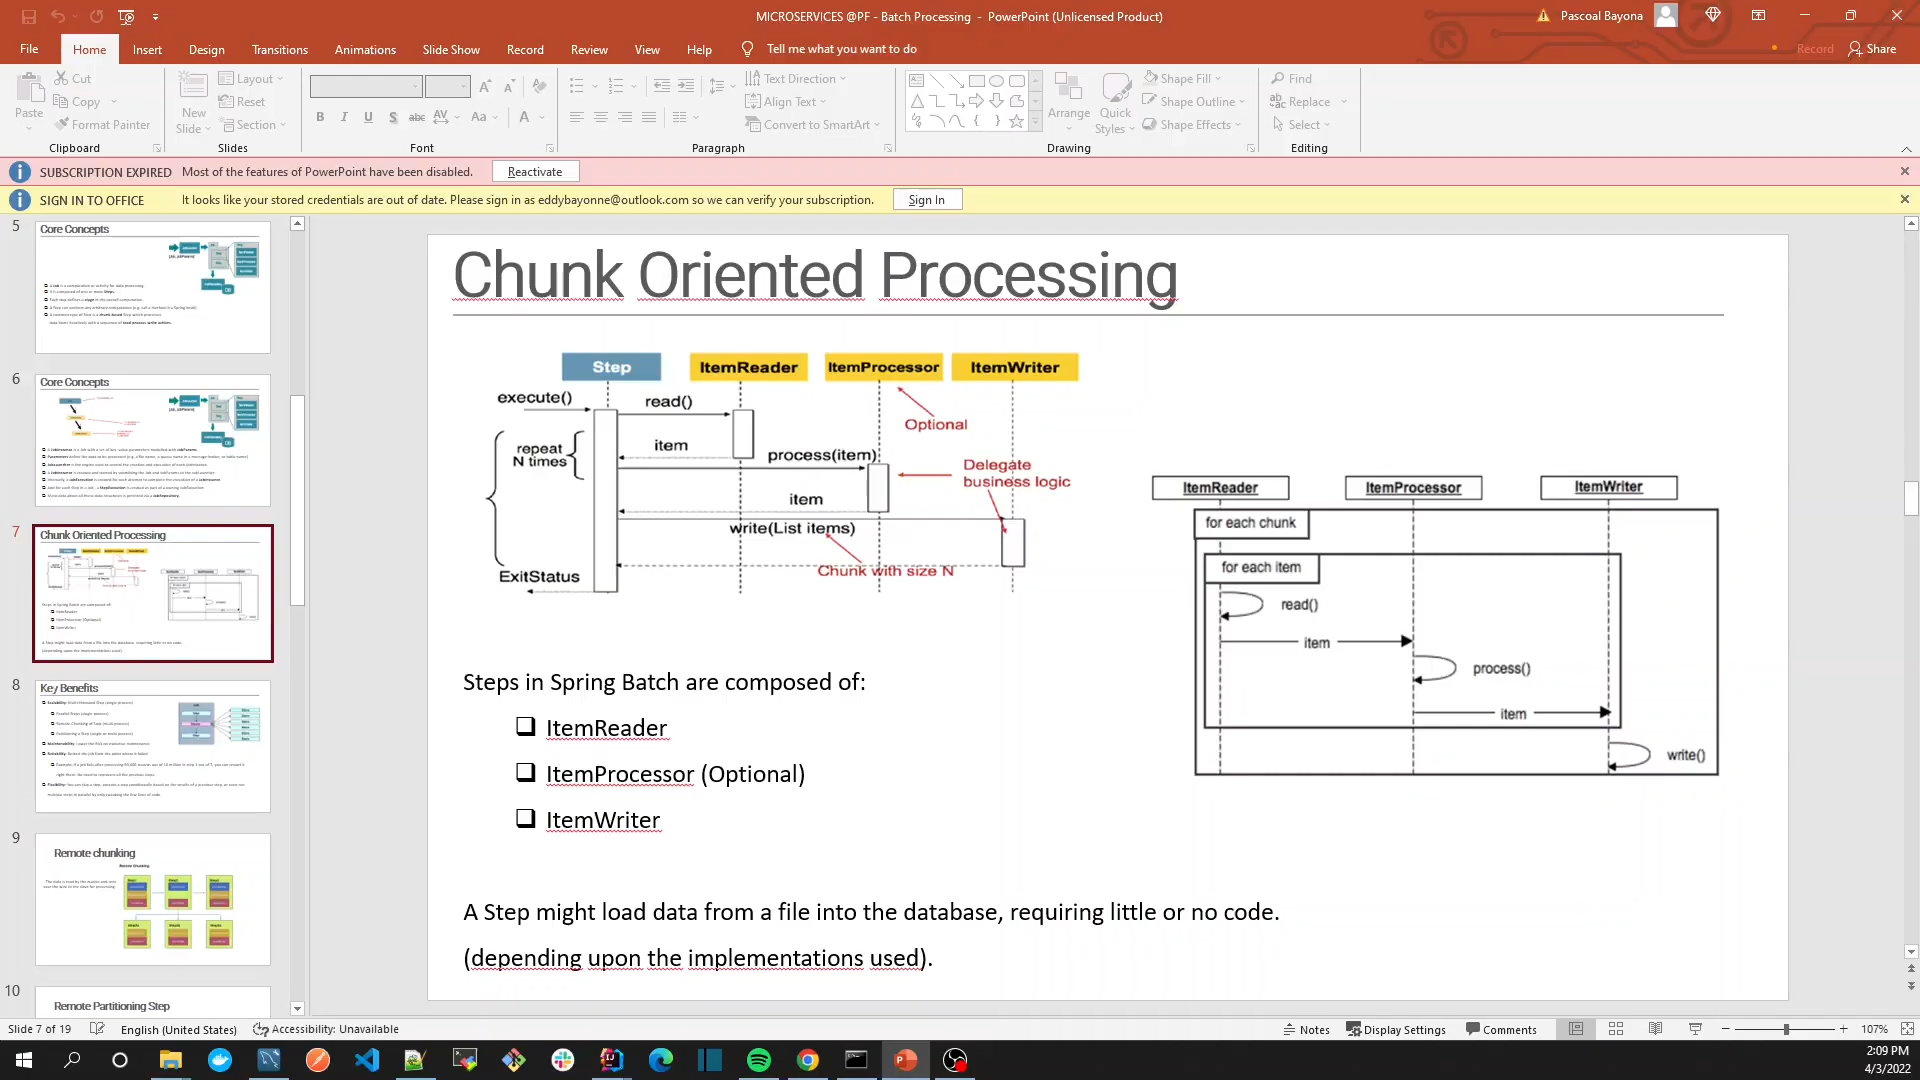 MICROSERVICES @PF - Batch Processing - PowerPoint (Unlicensed Product)
Pascoal Bayona
File Home Insert Design Transitions Animations Slide Show Record Review View Help Tell me what you want to do
Record Share
Paste Cut
Copy
Format Painter
Clipboard
New Slide
Layout
Reset
Section
Slides
Font
Text Direction
Align Text
Convert to SmartArt
Paragraph
Arrange
Quick Styles
Shape Fill
Shape Outline
Shape Effects
Drawing
Find
Replace
Select
Editing
SUBSCRIPTION EXPIRED Most of the features of PowerPoint have been disabled. Reactivate
SIGN IN TO OFFICE It looks like your stored credentials are out of date. Please sign in as eddybayonne@outlook.com so we can verify your subscription. Sign In
5
Core Concepts
6
Core Concepts
7
Chunk Oriented Processing
8
Key Benefits
9
Remote chunking
10
Remote Partitioning Step
Chunk Oriented Processing
Step ItemReader ItemProcessor ItemWriter
execute()
read()
Optional
repeat
N times
item
process(item)
Delegate
business logic
item
write(List items)
Chunk with size N
ExitStatus
ItemReader ItemProcessor ItemWriter
for each chunk
for each item
read()
item
process()
item
write()
Steps in Spring Batch are composed of:
ItemReader
ItemProcessor (Optional)
ItemWriter
A Step might load data from a file into the database, requiring little or no code.
(depending upon the implementations used).
Slide 7 of 19 English (United States) Accessibility: Unavailable
Notes Display Settings Comments 107%
2:09 PM
4/3/2022